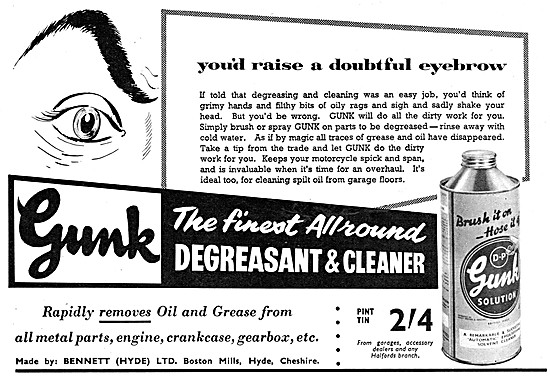 you'd raise a doubtful eyebrow
If told that degreasing and cleaning was an easy job, you'd think of
grimy hands and filthy bits of oily rags and sigh and sadly shake your
head. But you'd be wrong. GUNK will do all the dirty work for you.
Simply brush or spray GUNK on parts to be degreased—rinse away with
cold water. As if by magic all traces of grease and oil have disappeared.
Take a tip from the trade and let GUNK do the dirty
work for you. Keeps your motorcycle spick and span,
and is invaluable when it's time for an overhaul. It's
ideal too, for cleaning spilt oil from garage floors.
Gunk
The finest Allround
DEGREASANT & CLEANER
Brush it on
Hose it off
D-P
Gunk
SOLUTION
A REMARKABLE &
SOLVENT CLEANER
Rapidly removes Oil and Grease from
all metal parts, engine, crankcase, gearbox, etc.
Made by: BENNETT (HYDE) LTD. Boston Mills, Hyde, Cheshire.
PINT
TIN
2/4
From garages, accessory
dealers and any
Halfords branch.